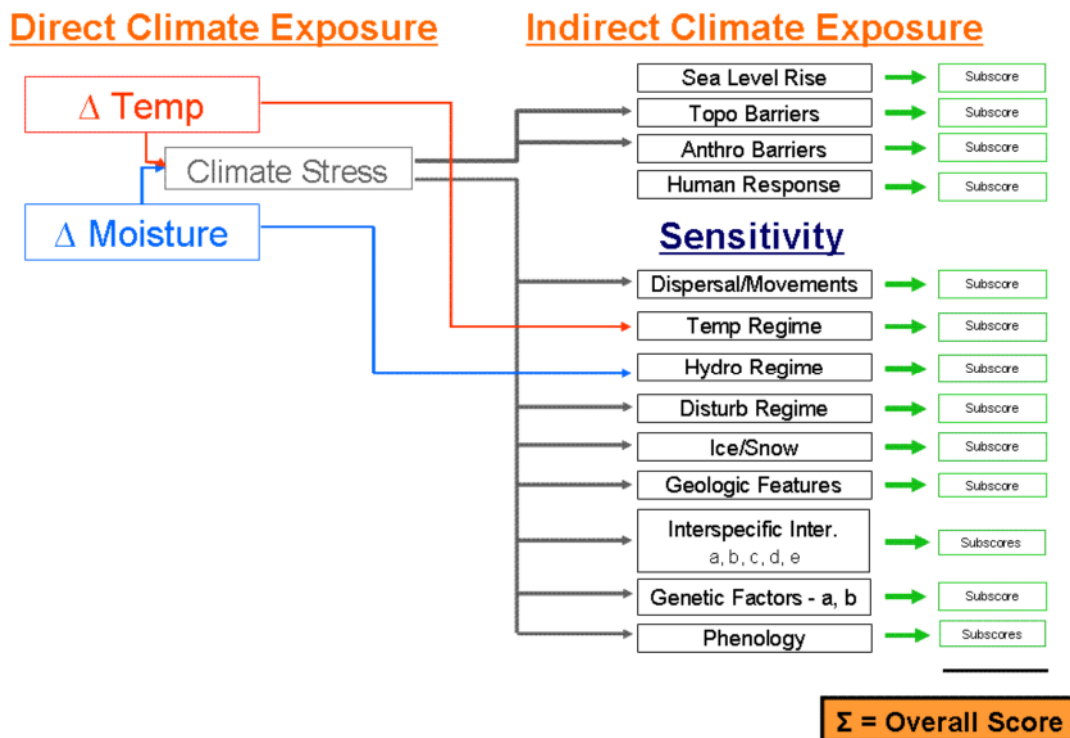 Direct Climate Exposure
Indirect Climate Exposure
Δ Temp
Climate Stress
Δ Moisture
Sea Level Rise
Subscore
Topo Barriers
Subscore
Anthro Barriers
Subscore
Human Response
Subscore
Sensitivity
Dispersal/Movements
Subscore
Temp Regime
Subscore
Hydro Regime
Subscore
Disturb Regime
Subscore
Ice/Snow
Subscore
Geologic Features
Subscore
Interspecific Inter.
a, b, c, d, e
Subscores
Genetic Factors - a, b
Subscore
Phenology
Subscores
Σ = Overall Score